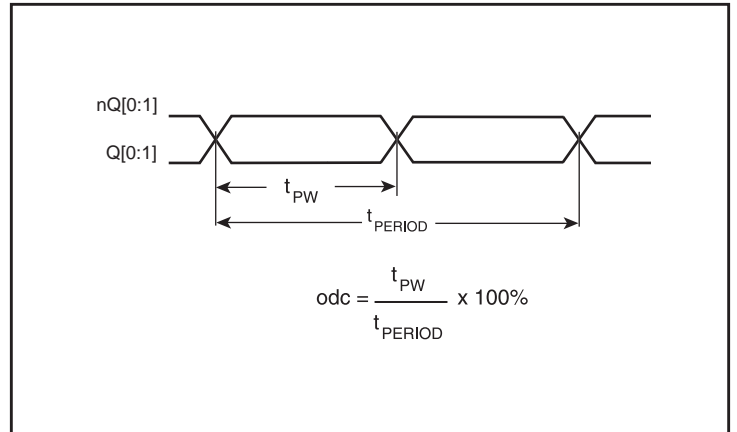 nQ[0:1]
Q[0:1]
tPW
tPERIOD
odc = tPW / tPERIOD x 100%